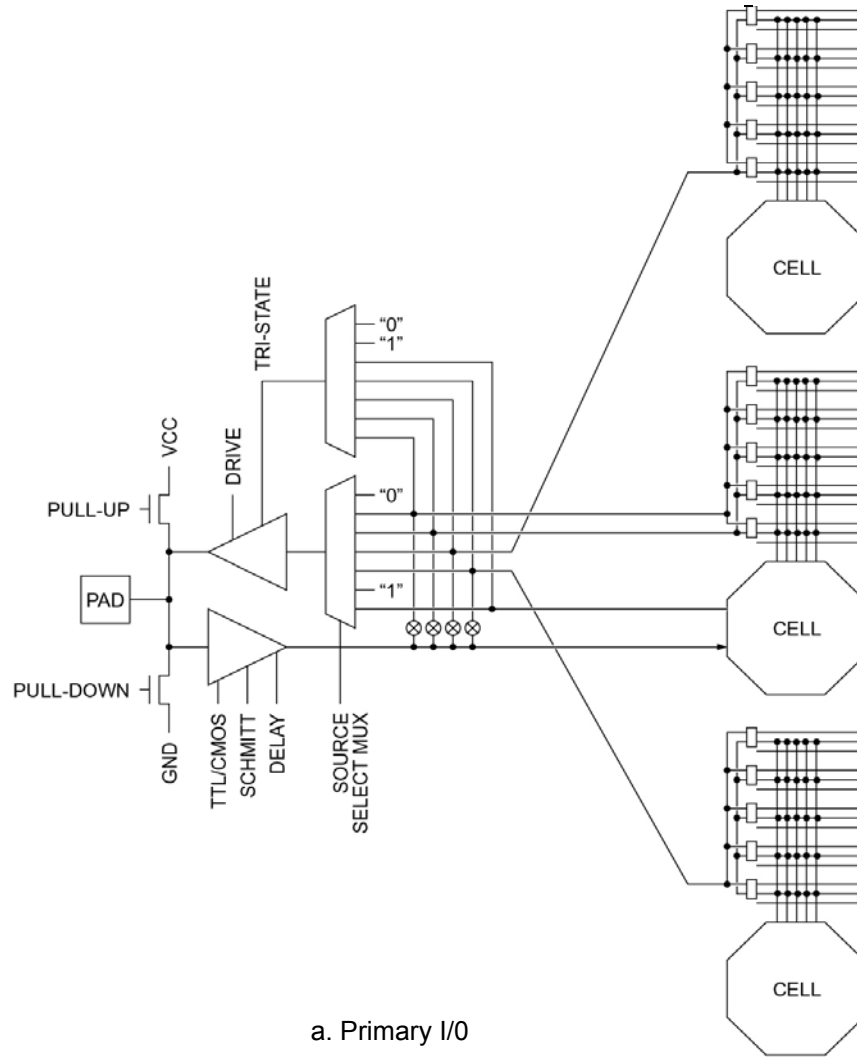 CELL
"0"
"1"
TRI-STATE
VCC
DRIVE
PULL-UP
"0"
"1"
PAD
CELL
PULL-DOWN
GND
TTL/CMOS
SCHMITT
DELAY
SOURCE
SELECT MUX
CELL
a. Primary I/0